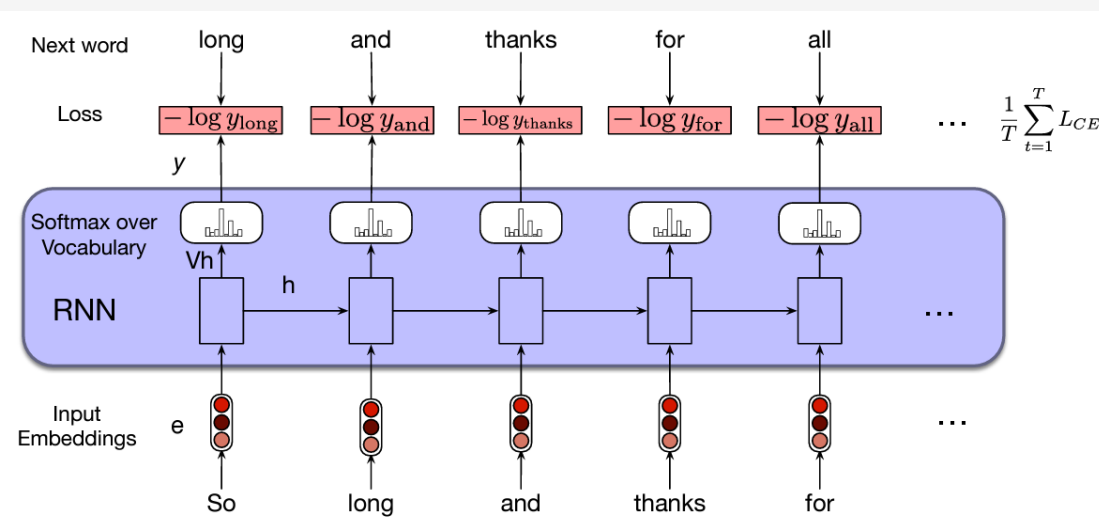 Next word long and thanks for all
Loss − log y_long − log y_and − log y_thanks − log y_for − log y_all ... 1/T ∑_{t=1}^{T} L_CE
y
Softmax over
Vocabulary
Vh
h
RNN ...
Input
Embeddings
e ...
So long and thanks for